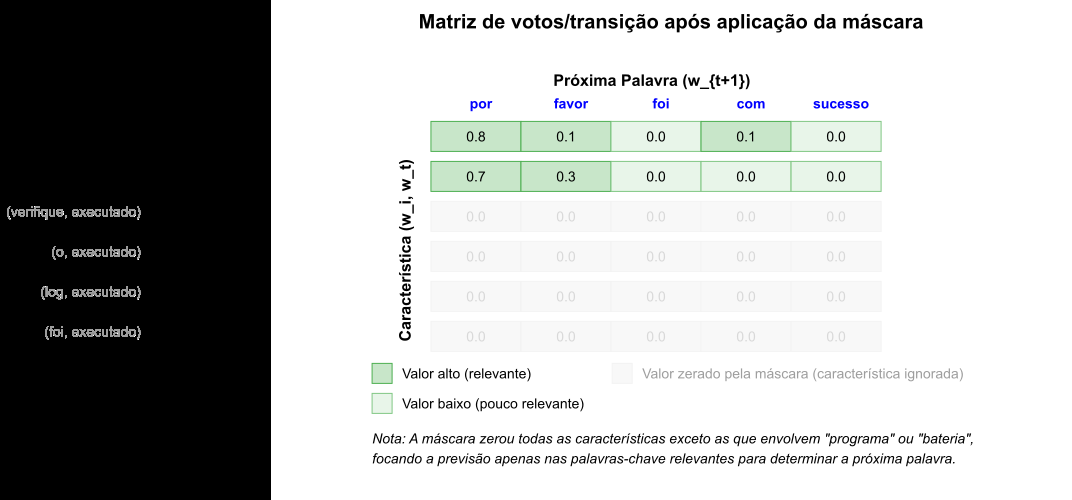 Matriz de votos/transição após aplicação da máscara
Próxima Palavra (w_{t+1})
por favor foi com sucesso
Característica (w_i, w_t)
0.8 0.1 0.0 0.1 0.0
0.7 0.3 0.0 0.0 0.0
(verifique, executado) 0.0 0.0 0.0 0.0 0.0
(o, executado) 0.0 0.0 0.0 0.0 0.0
(log, executado) 0.0 0.0 0.0 0.0 0.0
(foi, executado) 0.0 0.0 0.0 0.0 0.0
Valor alto (relevante) Valor zerado pela máscara (característica ignorada)
Valor baixo (pouco relevante)
Nota: A máscara zerou todas as características exceto as que envolvem "programa" ou "bateria",
focando a previsão apenas nas palavras-chave relevantes para determinar a próxima palavra.